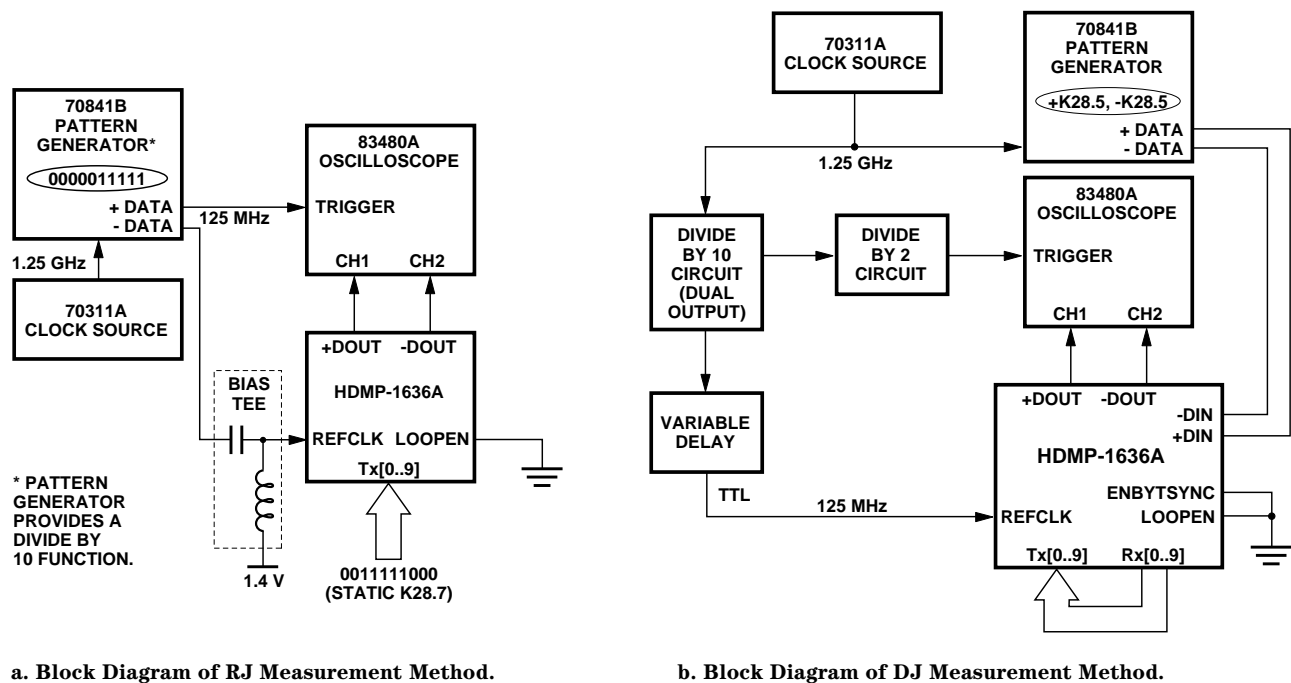 70841B
PATTERN
GENERATOR*
0000011111
+ DATA
- DATA
1.25 GHz
70311A
CLOCK SOURCE
125 MHz
83480A
OSCILLOSCOPE
TRIGGER
CH1 CH2
+DOUT -DOUT
HDMP-1636A
REFCLK LOOPEN
Tx[0..9]
BIAS
TEE
1.4 V
0011111000
(STATIC K28.7)
* PATTERN
GENERATOR
PROVIDES A
DIVIDE BY
10 FUNCTION.
a. Block Diagram of RJ Measurement Method.
70311A
CLOCK SOURCE
1.25 GHz
70841B
PATTERN
GENERATOR
+K28.5, -K28.5
+ DATA
- DATA
DIVIDE
BY 10
CIRCUIT
(DUAL
OUTPUT)
DIVIDE
BY 2
CIRCUIT
83480A
OSCILLOSCOPE
TRIGGER
CH1 CH2
VARIABLE
DELAY
TTL
125 MHz
+DOUT -DOUT
-DIN
+DIN
HDMP-1636A
ENBYTSYNC
REFCLK LOOPEN
Tx[0..9] Rx[0..9]
b. Block Diagram of DJ Measurement Method.